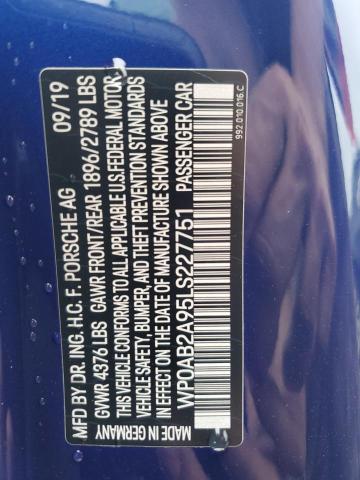 MFD BY DR. ING. H.C. F. PORSCHE AG 09/19
GVWR 4376 LBS GAWR FRONT/REAR 1896/2789 LBS
THIS VEHICLE CONFORMS TO ALL APPLICABLE U.S.FEDERAL MOTOR
VEHICLE SAFETY, BUMPER, AND THEFT PREVENTION STANDARDS
IN EFFECT ON THE DATE OF MANUFACTURE SHOWN ABOVE
WP0AB2A95LS227751 PASSENGER CAR
MADE IN GERMANY
992.010.016.C